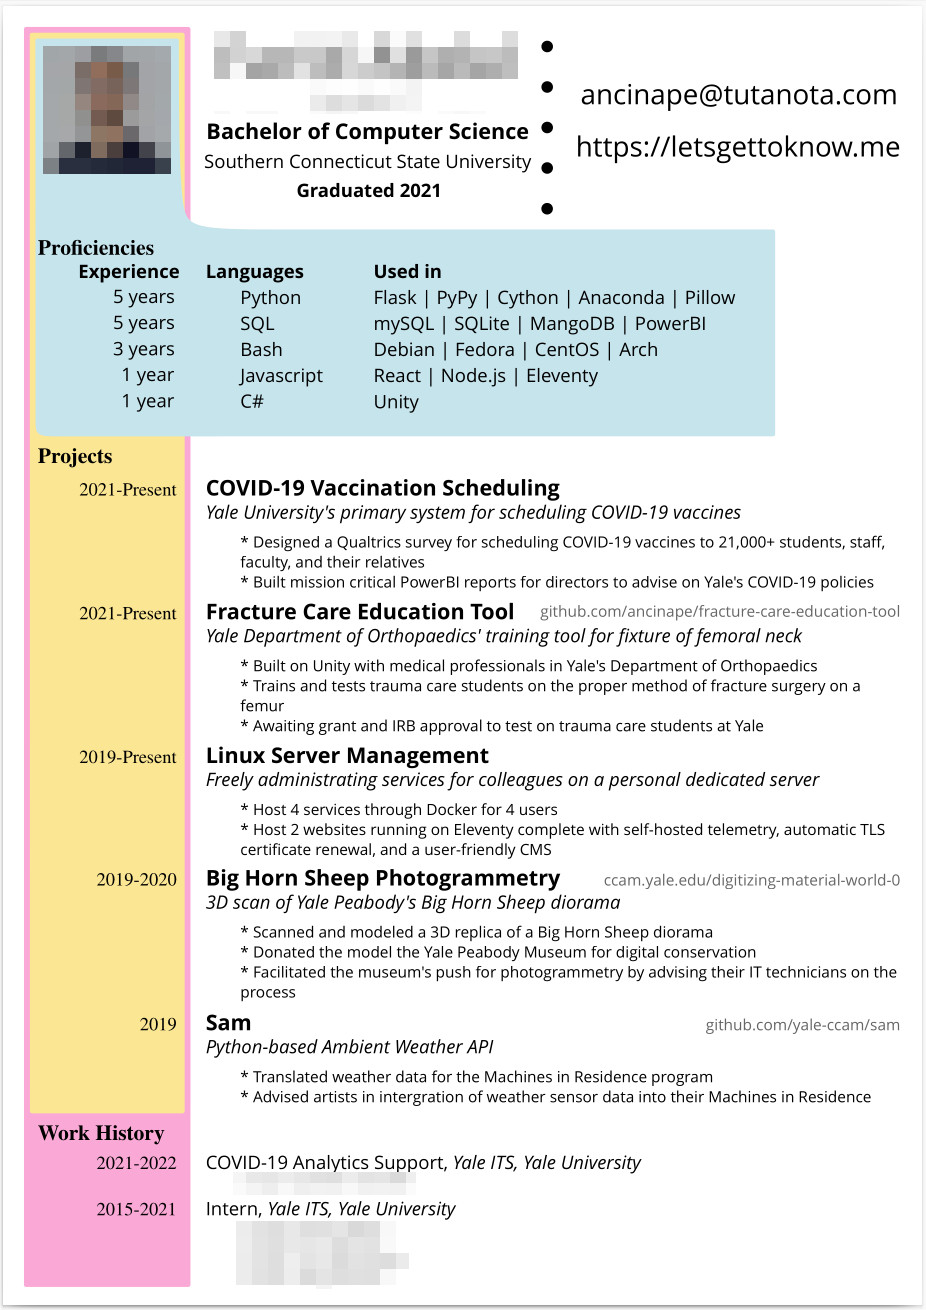 Bachelor of Computer Science
Southern Connecticut State University
Graduated 2021
ancinape@tutanota.com
https://letsgettoknow.me
Proficiencies
Experience Languages Used in
5 years Python Flask | PyPy | Cython | Anaconda | Pillow
5 years SQL mySQL | SQLite | MangoDB | PowerBI
3 years Bash Debian | Fedora | CentOS | Arch
1 year Javascript React | Node.js | Eleventy
1 year C# Unity
Projects
2021-Present COVID-19 Vaccination Scheduling
Yale University's primary system for scheduling COVID-19 vaccines
* Designed a Qualtrics survey for scheduling COVID-19 vaccines to 21,000+ students, staff,
faculty, and their relatives
* Built mission critical PowerBI reports for directors to advise on Yale's COVID-19 policies
2021-Present Fracture Care Education Tool github.com/ancinape/fracture-care-education-tool
Yale Department of Orthopaedics' training tool for fixture of femoral neck
* Built on Unity with medical professionals in Yale's Department of Orthopaedics
* Trains and tests trauma care students on the proper method of fracture surgery on a
femur
* Awaiting grant and IRB approval to test on trauma care students at Yale
2019-Present Linux Server Management
Freely administrating services for colleagues on a personal dedicated server
* Host 4 services through Docker for 4 users
* Host 2 websites running on Eleventy complete with self-hosted telemetry, automatic TLS
certificate renewal, and a user-friendly CMS
2019-2020 Big Horn Sheep Photogrammetry ccam.yale.edu/digitizing-material-world-0
3D scan of Yale Peabody's Big Horn Sheep diorama
* Scanned and modeled a 3D replica of a Big Horn Sheep diorama
* Donated the model the Yale Peabody Museum for digital conservation
* Facilitated the museum's push for photogrammetry by advising their IT technicians on the
process
2019 Sam github.com/yale-ccam/sam
Python-based Ambient Weather API
* Translated weather data for the Machines in Residence program
* Advised artists in intergration of weather sensor data into their Machines in Residence
Work History
2021-2022 COVID-19 Analytics Support, Yale ITS, Yale University
2015-2021 Intern, Yale ITS, Yale University